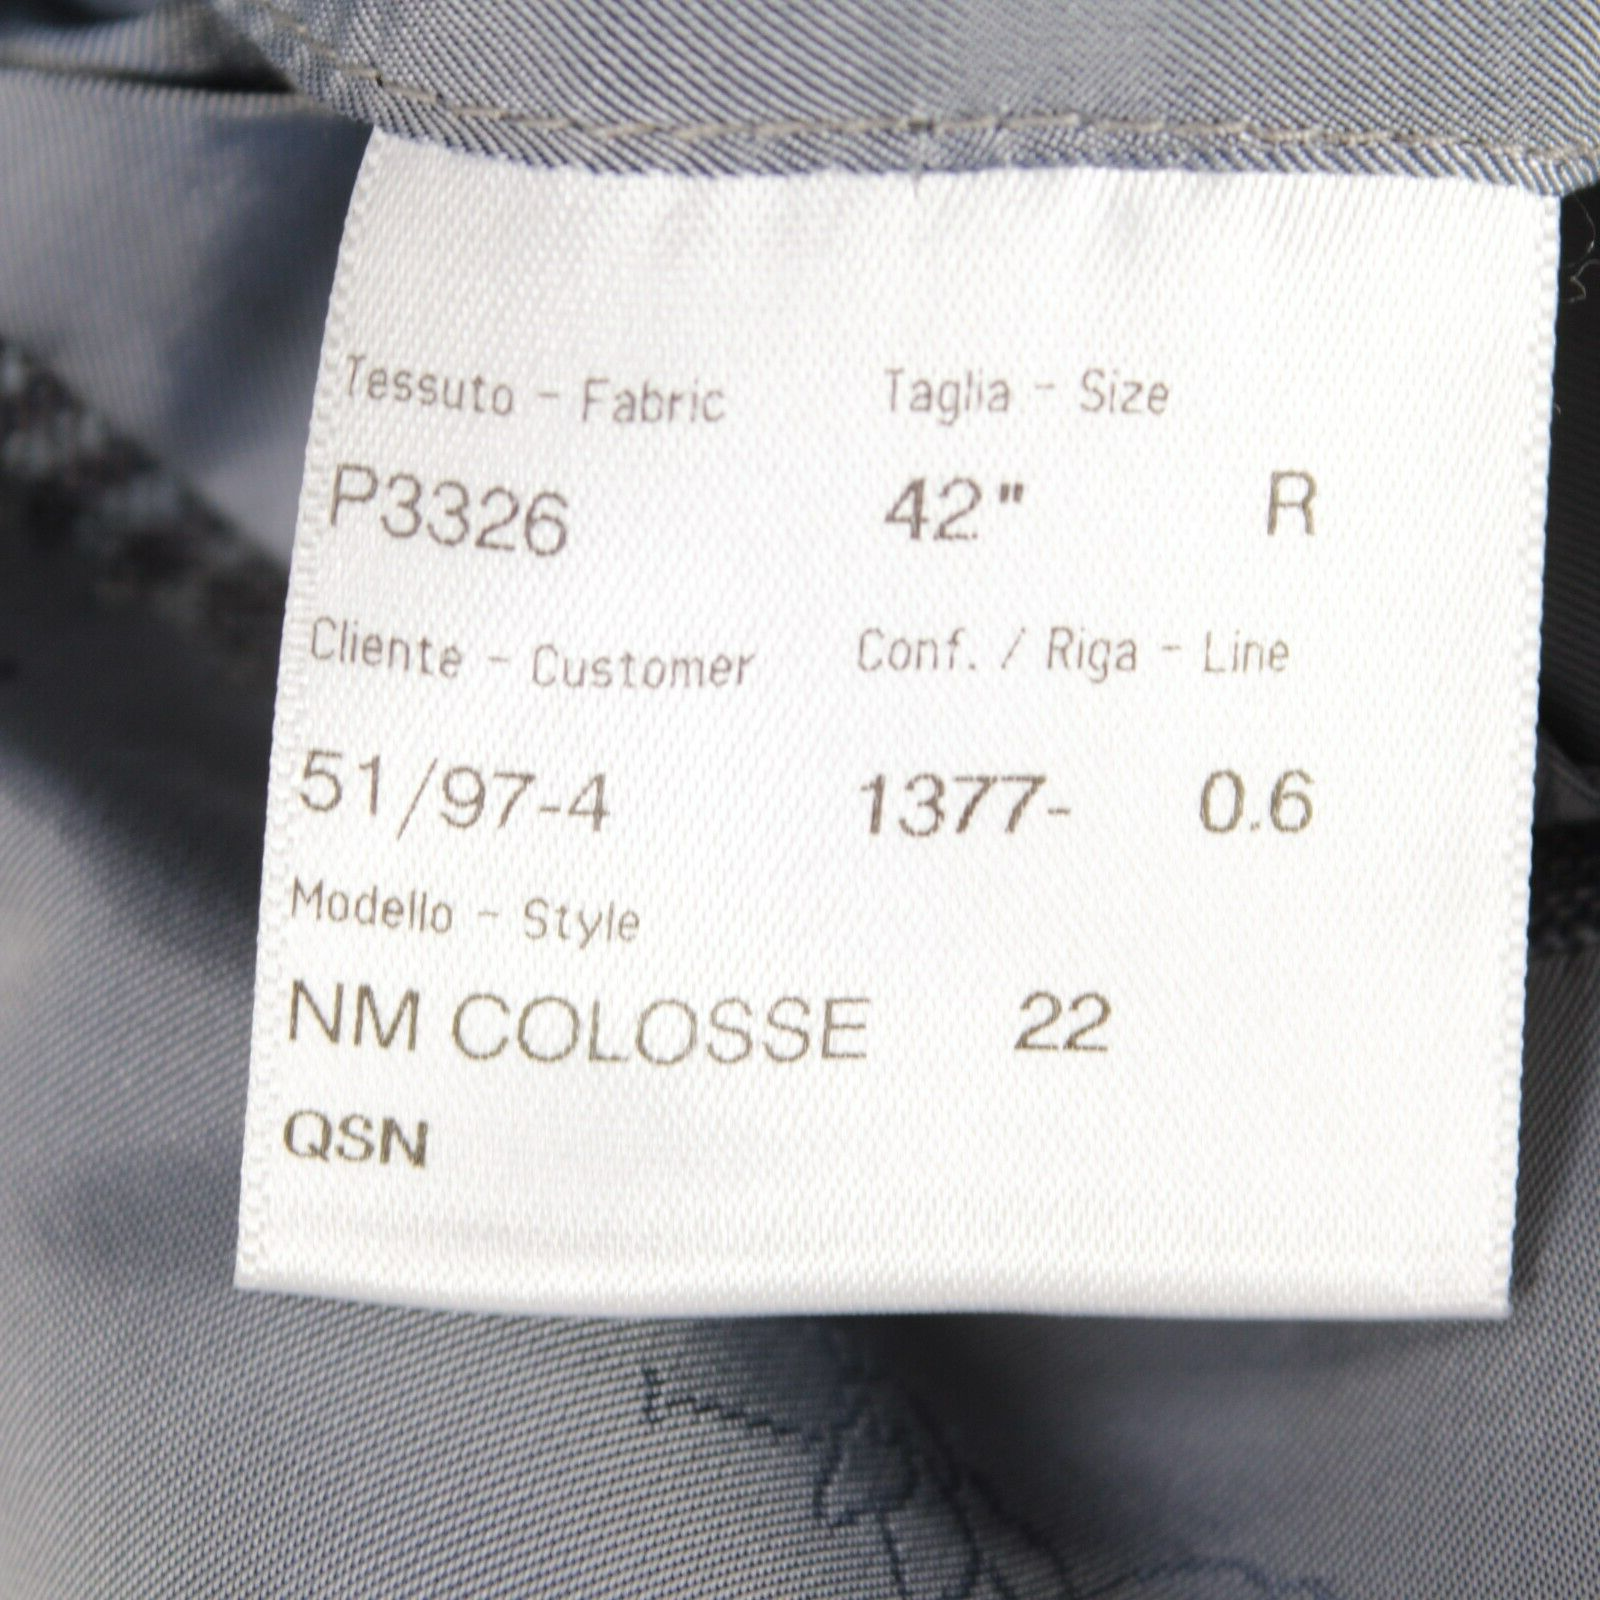 Tessuto - Fabric Taglia - Size
P3326 42" R
Cliente - Customer Conf. / Riga - Line
51/97-4 1377- 0.6
Modello - Style
NM COLOSSE 22
QSN